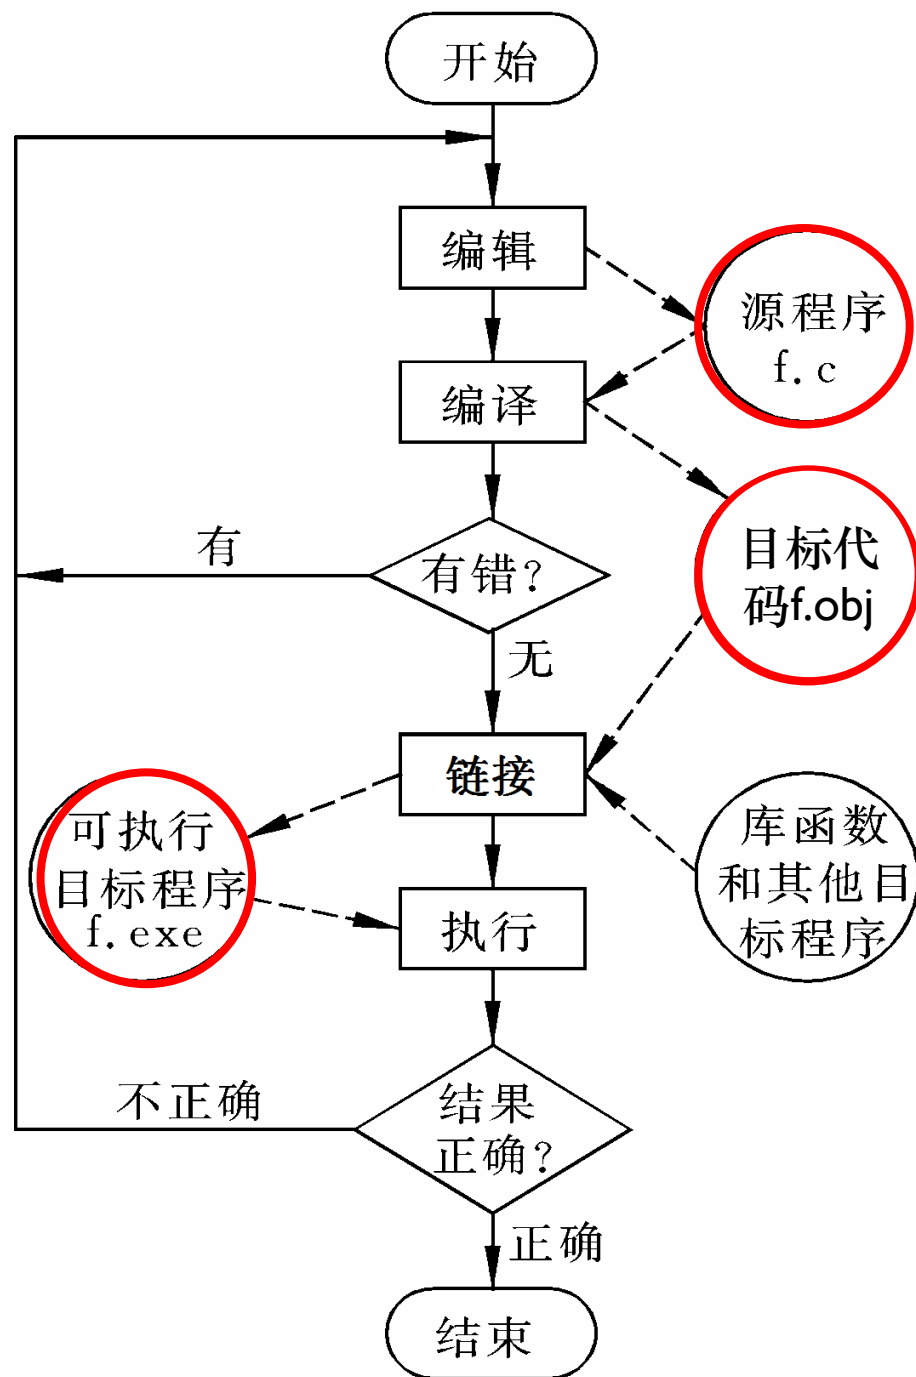 开始
编辑
源程序
f.c
编译
有
有错?
目标代
码f.obj
无
链接
可执行
目标程序
f.exe
库函数
和其他目
标程序
执行
不正确
结果
正确?
正确
结束